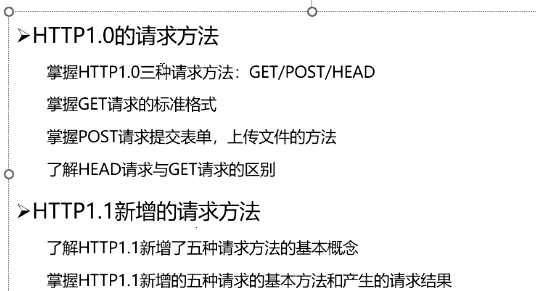 ➢HTTP1.0的请求方法
掌握HTTP1.0三种请求方法：GET/POST/HEAD
掌握GET请求的标准格式
掌握POST请求提交表单，上传文件的方法
了解HEAD请求与GET请求的区别
➢HTTP1.1新增的请求方法
了解HTTP1.1新增了五种请求方法的基本概念
掌握HTTP1.1新增的五种请求的基本方法和产生的请求结果